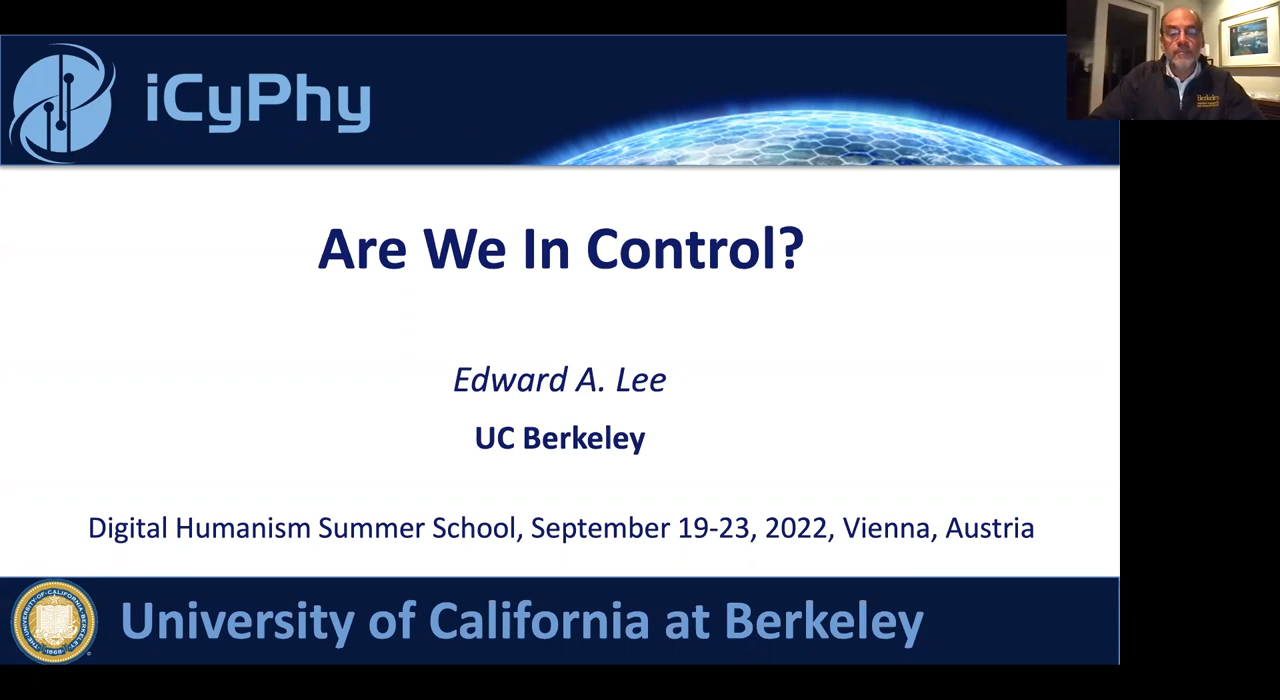 iCyPhy
Berkeley
Are We In Control?
Edward A. Lee
UC Berkeley
Digital Humanism Summer School, September 19-23, 2022, Vienna, Austria
University of California at Berkeley